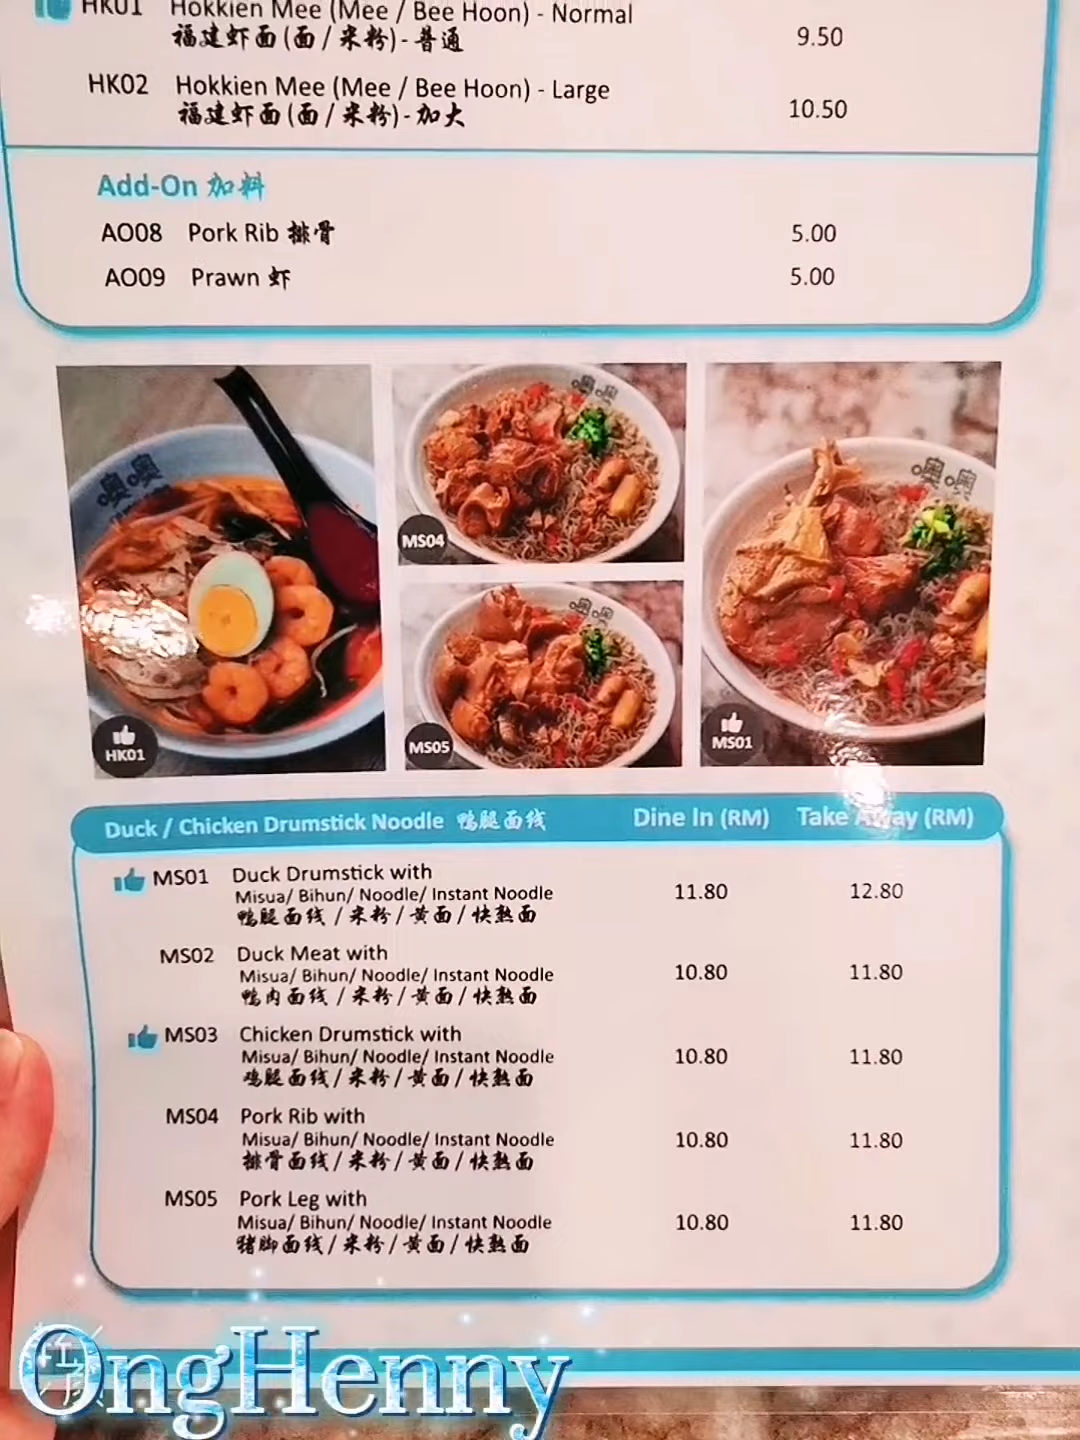 HK01 Hokkien Mee (Mee / Bee Hoon) - Normal
福建虾面(面/米粉)-普通 9.50
HK02 Hokkien Mee (Mee / Bee Hoon) - Large
福建虾面(面/米粉)-加大 10.50
Add-On 加料
AO08 Pork Rib 排骨 5.00
AO09 Prawn 虾 5.00
噢噢
噢噢
噢噢
噢噢
MS04
HK01
MS05
MS01
Duck / Chicken Drumstick Noodle 鸭腿面线 Dine In (RM) Take Away (RM)
MS01 Duck Drumstick with
Misua/ Bihun/ Noodle/ Instant Noodle 11.80 12.80
鸭腿面线/米粉/黄面/快熟面
MS02 Duck Meat with
Misua/ Bihun/ Noodle/ Instant Noodle 10.80 11.80
鸭肉面线/米粉/黄面/快熟面
MS03 Chicken Drumstick with
Misua/ Bihun/ Noodle/ Instant Noodle 10.80 11.80
鸡腿面线/米粉/黄面/快熟面
MS04 Pork Rib with
Misua/ Bihun/ Noodle/ Instant Noodle 10.80 11.80
排骨面线/米粉/黄面/快熟面
MS05 Pork Leg with
Misua/ Bihun/ Noodle/ Instant Noodle 10.80 11.80
猪脚面线/米粉/黄面/快熟面
OngHenny